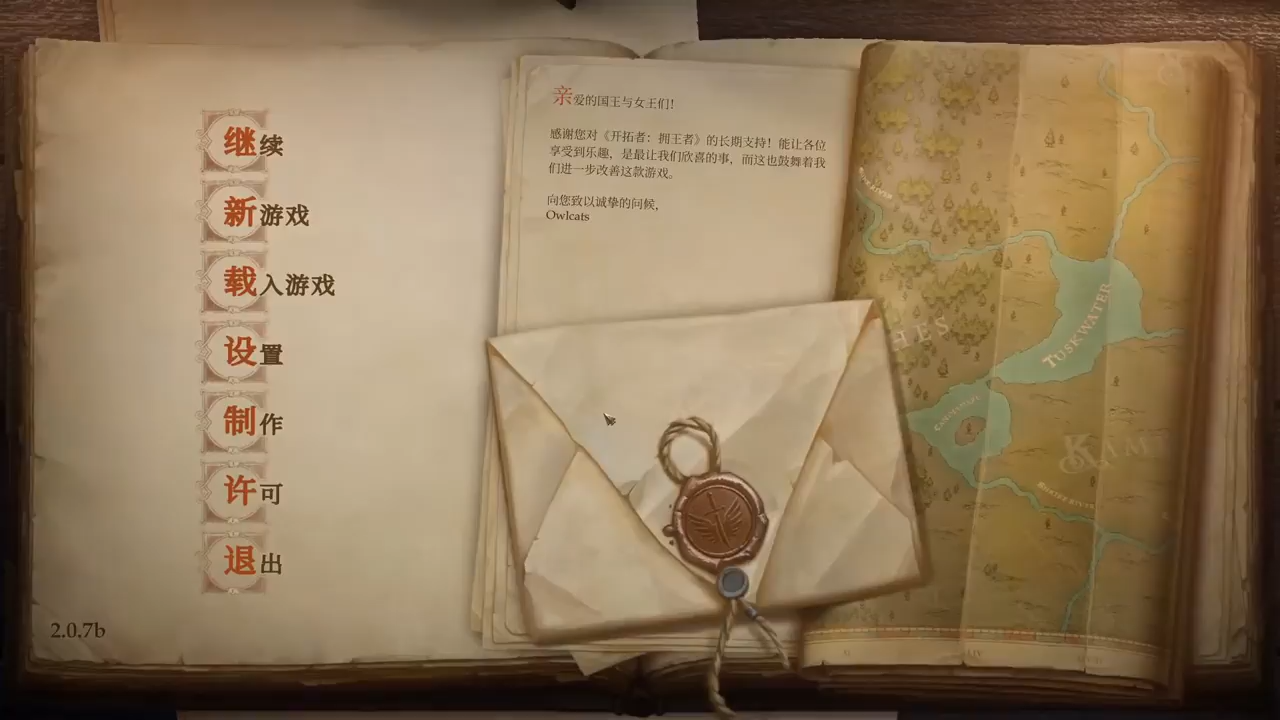 继续
新游戏
载入游戏
设置
制作
许可
退出
2.0.7b
亲爱的国王与女王们！
感谢您对《开拓者：拥王者》的长期支持！能让各位
享受到乐趣，是最让我们欣喜的事，而这也鼓舞着我
们进一步改善这款游戏。
向您致以诚挚的问候，
Owlcats
TUSKWATER